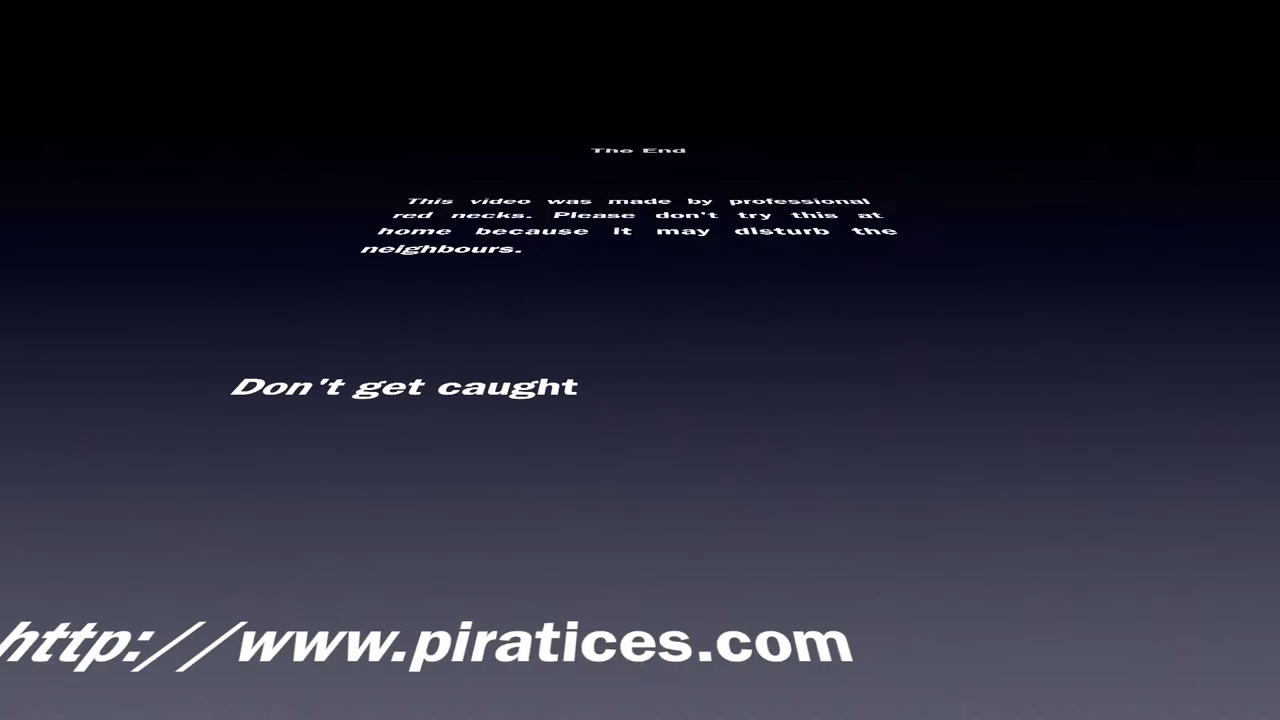 The End
This video was made by professional
red necks. Please don't try this at
home because it may disturb the
neighbours.
Don't get caught
http://www.piratices.com